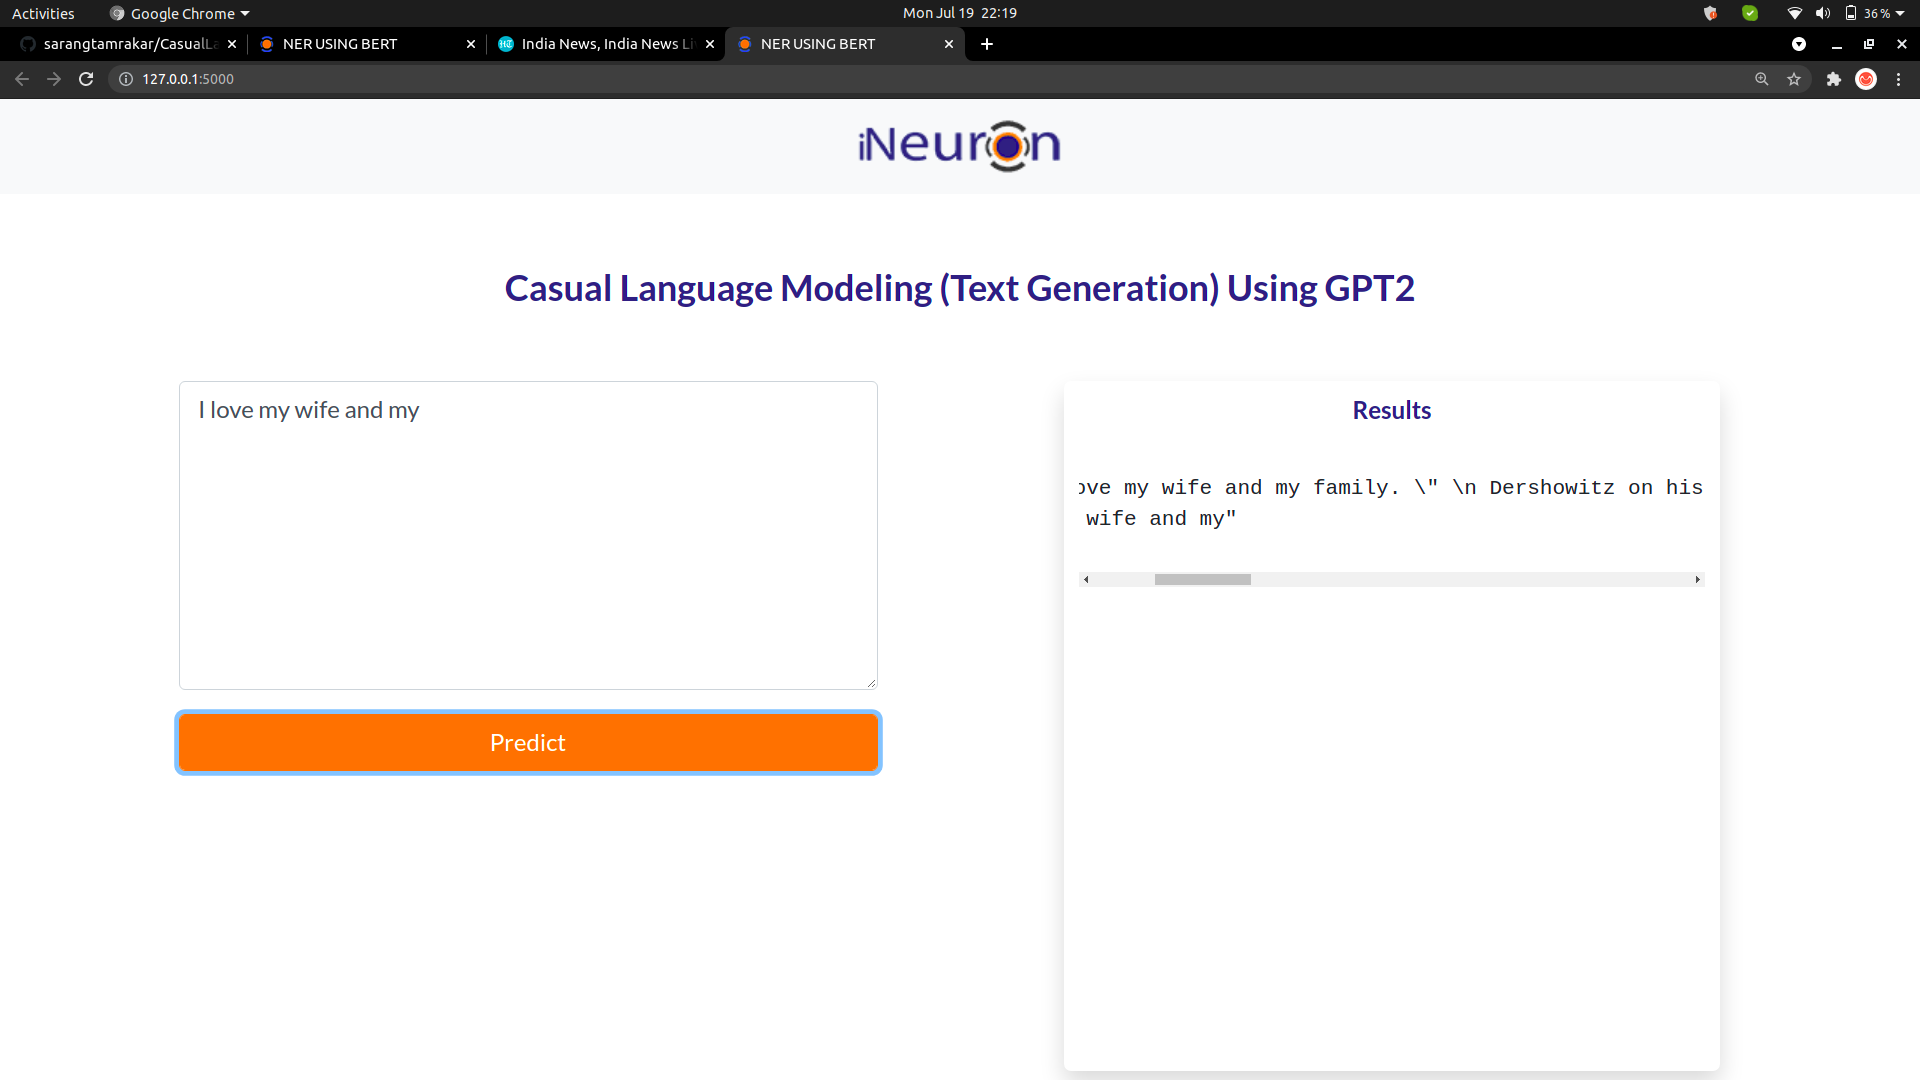 Activities Google Chrome Mon Jul 19 22:19 36 %
sarangtamrakar/CasualLa NER USING BERT India News, India News Li NER USING BERT
127.0.0.1:5000
iNeuron
Casual Language Modeling (Text Generation) Using GPT2
I love my wife and my
Results
ove my wife and my family. \" \n Dershowitz on his
wife and my"
Predict